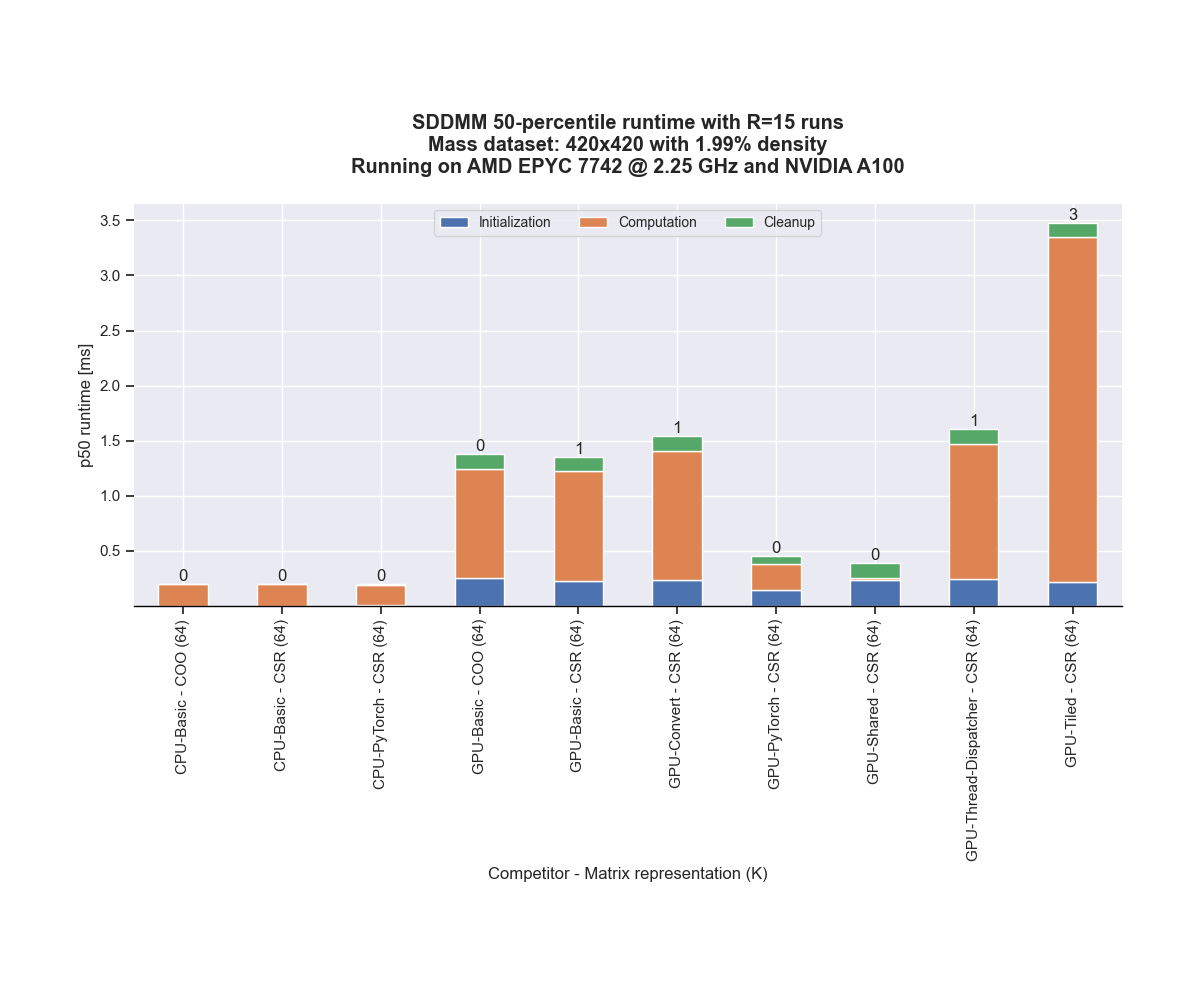 SDDMM 50-percentile runtime with R=15 runs
Mass dataset: 420x420 with 1.99% density
Running on AMD EPYC 7742 @ 2.25 GHz and NVIDIA A100
Initialization Computation Cleanup
p50 runtime [ms]
3.5
3.0
2.5
2.0
1.5
1.0
0.5
0 0 0 0 1 1 0 0 1 3
CPU-Basic - COO (64)
CPU-Basic - CSR (64)
CPU-PyTorch - CSR (64)
GPU-Basic - COO (64)
GPU-Basic - CSR (64)
GPU-Convert - CSR (64)
GPU-PyTorch - CSR (64)
GPU-Shared - CSR (64)
GPU-Thread-Dispatcher - CSR (64)
GPU-Tiled - CSR (64)
Competitor - Matrix representation (K)